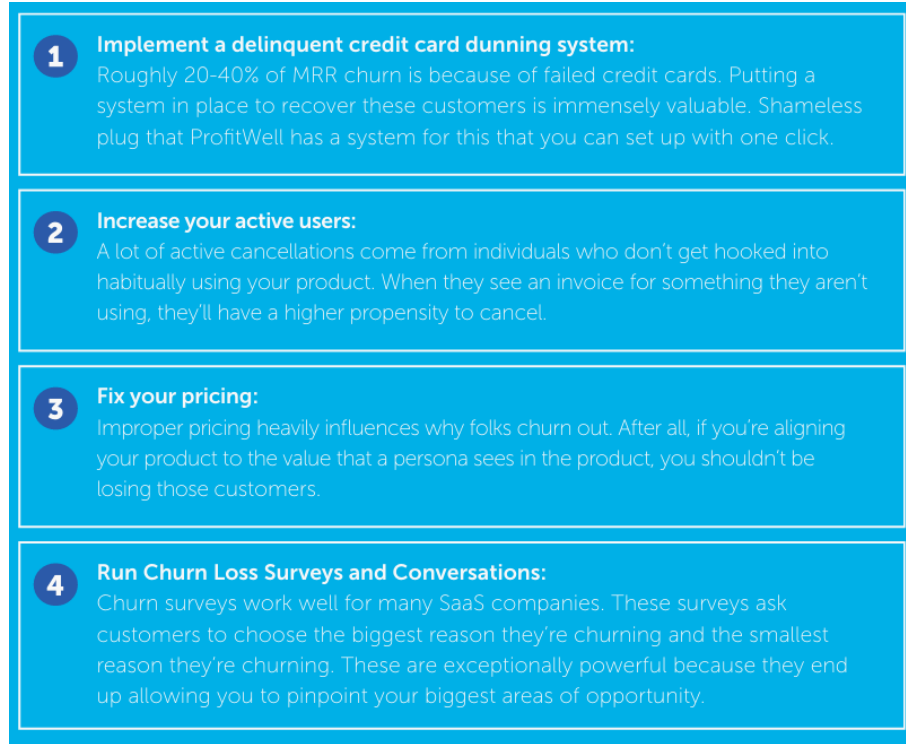 1
Implement a delinquent credit card dunning system:
Roughly 20-40% of MRR churn is because of failed credit cards. Putting a
system in place to recover these customers is immensely valuable. Shameless
plug that ProfitWell has a system for this that you can set up with one click.
2
Increase your active users:
A lot of active cancellations come from individuals who don't get hooked into
habitually using your product. When they see an invoice for something they aren't
using, they'll have a higher propensity to cancel.
3
Fix your pricing:
Improper pricing heavily influences why folks churn out. After all, if you're aligning
your product to the value that a persona sees in the product, you shouldn't be
losing those customers.
4
Run Churn Loss Surveys and Conversations:
Churn surveys work well for many SaaS companies. These surveys ask
customers to choose the biggest reason they're churning and the smallest
reason they're churning. These are exceptionally powerful because they end
up allowing you to pinpoint your biggest areas of opportunity.